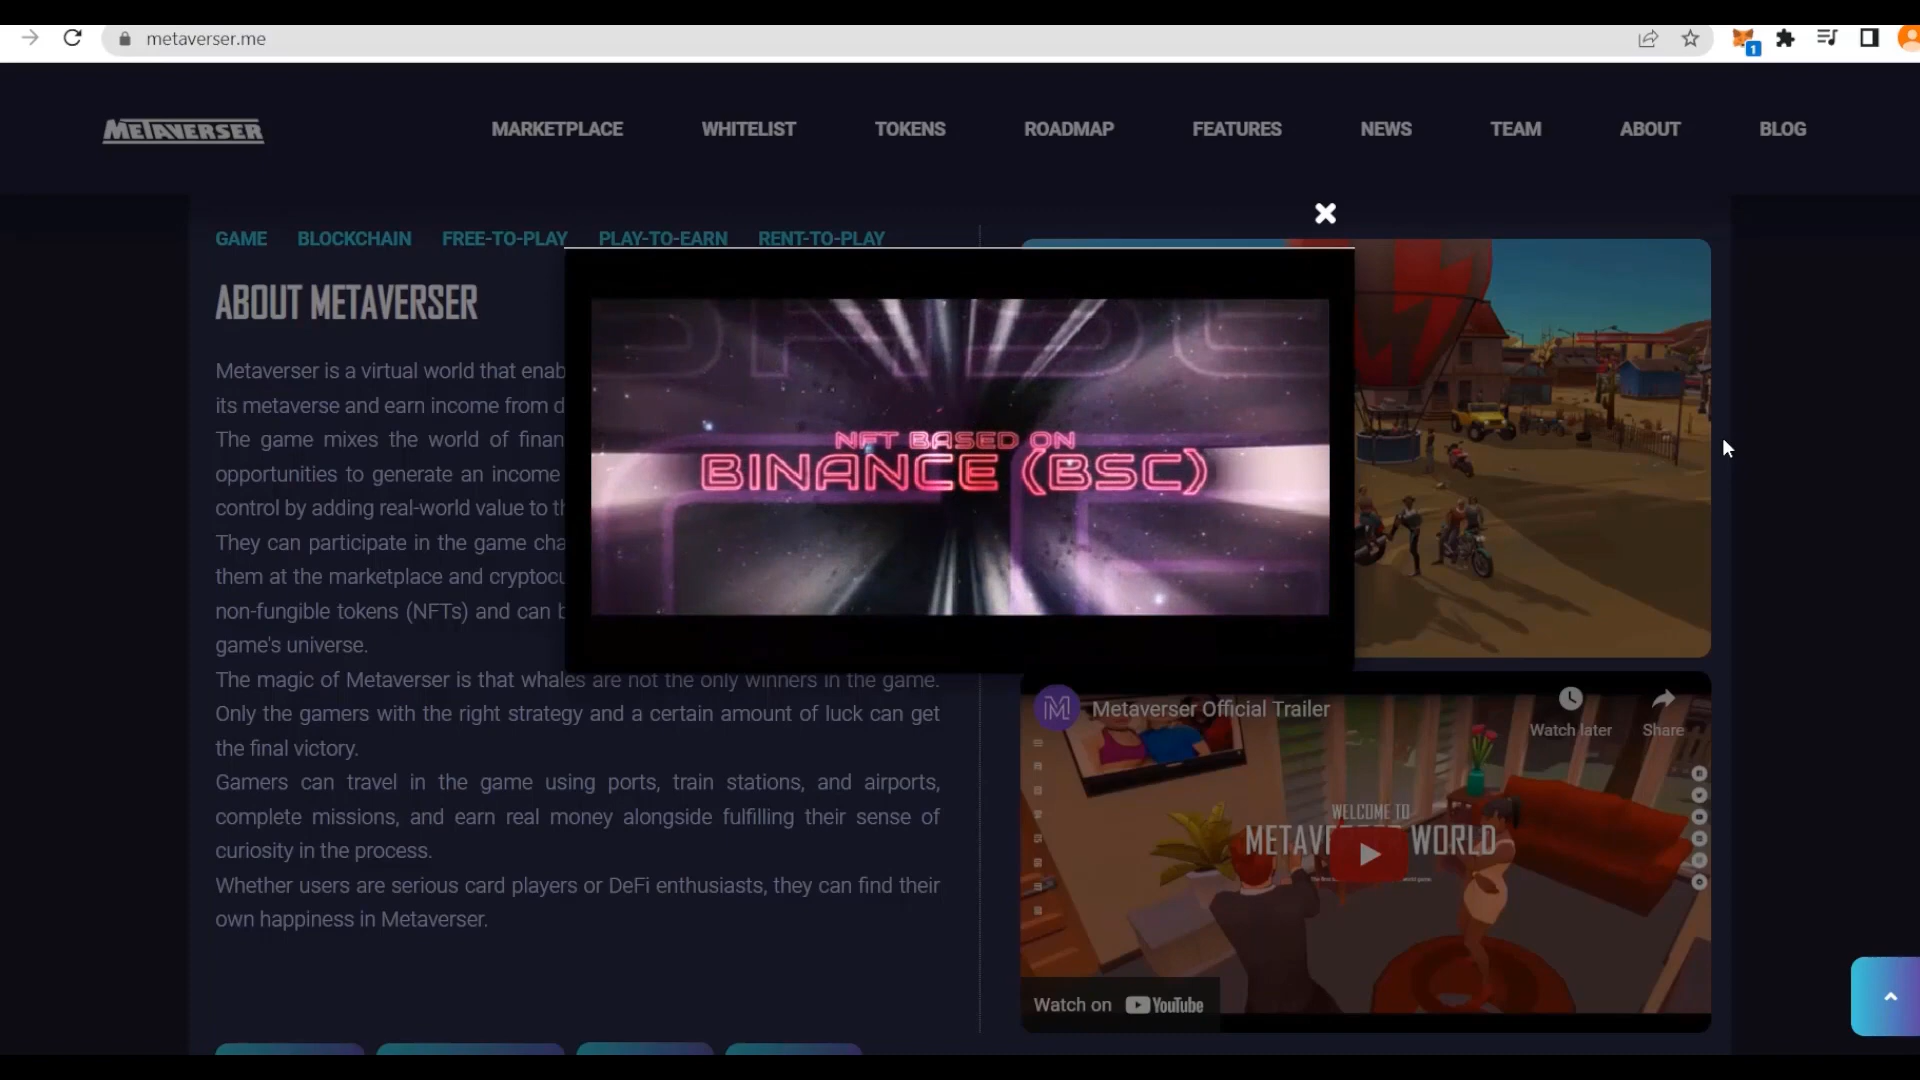 metaverser.me
1
METAVERSER
MARKETPLACE
WHITELIST
TOKENS
ROADMAP
FEATURES
NEWS
TEAM
ABOUT
BLOG
GAME
BLOCKCHAIN
FREE-TO-PLAY
PLAY-TO-EARN
RENT-TO-PLAY
ABOUT METAVERSER
Metaverser is a virtual world that enab
its metaverse and earn income from d
The game mixes the world of finan
opportunities to generate an income
control by adding real-world value to th
They can participate in the game cha
them at the marketplace and cryptocu
non-fungible tokens (NFTs) and can b
game's universe.
The magic of Metaverser is that whales are not the only winners in the game.
Only the gamers with the right strategy and a certain amount of luck can get
the final victory.
Gamers can travel in the game using ports, train stations, and airports,
complete missions, and earn real money alongside fulfilling their sense of
curiosity in the process.
Whether users are serious card players or DeFi enthusiasts, they can find their
own happiness in Metaverser.
NFT BASED ON
BINANCE (BSC)
M
Metaverser Official Trailer
Watch later
Share
WELCOME TO
METAVERSER WORLD
Watch on YouTube